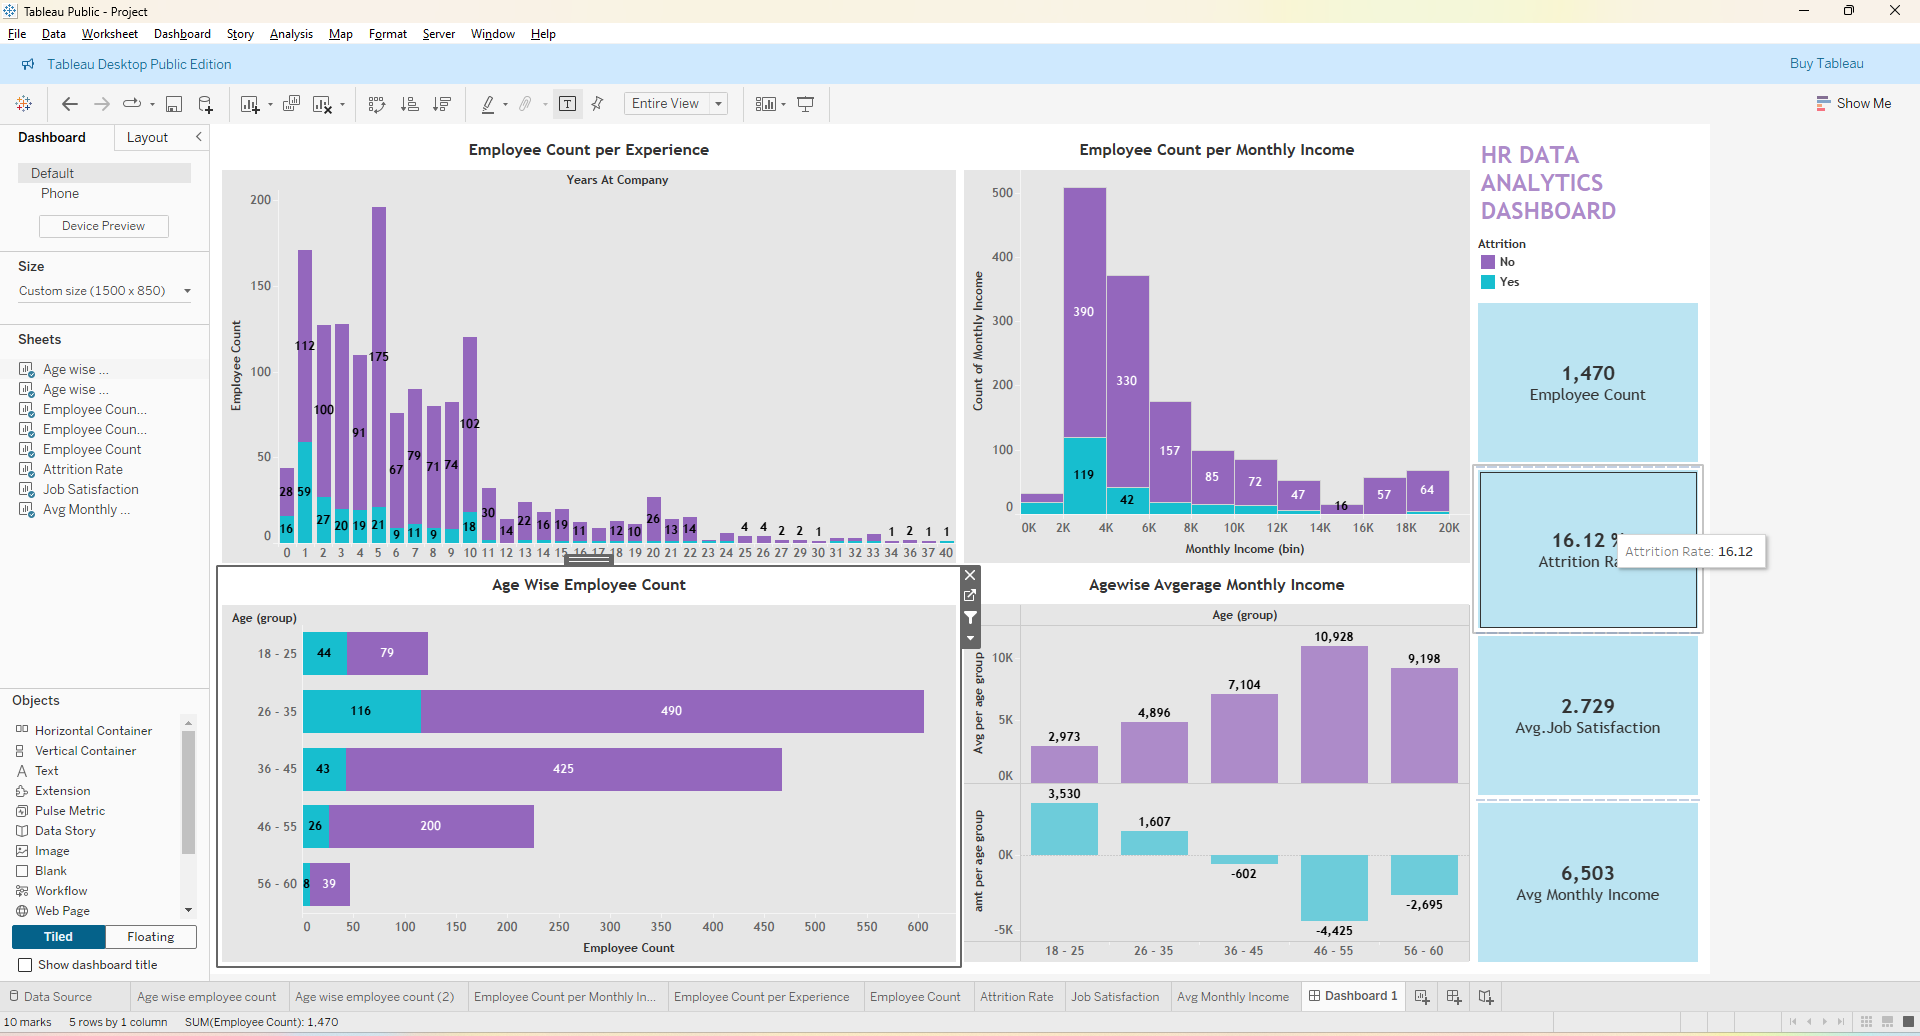 Tableau Public - Project
File Data Worksheet Dashboard Story Analysis Map Format Server Window Help
Tableau Desktop Public Edition
Buy Tableau
Entire View
Show Me
Dashboard Layout
Default
Phone
Device Preview
Size
Custom size (1500 x 850)
Sheets
Age wise ...
Age wise ...
Employee Coun...
Employee Coun...
Employee Count
Attrition Rate
Job Satisfaction
Avg Monthly ...
Objects
Horizontal Container
Vertical Container
Text
Extension
Pulse Metric
Data Story
Image
Blank
Workflow
Web Page
Tiled Floating
Show dashboard title
Employee Count per Experience
Years At Company
Employee Count
200
150
100
50
0
112 175
100 91 67 79 71 74 102
28 59 30 14 22 16 19 11 12 10 26 13 14 4 4 2 2 1 1 2 1 1
16 27 20 19 21 9 11 9 18
0 1 2 3 4 5 6 7 8 9 10 11 12 13 14 15 16 17 18 19 20 21 22 23 24 25 26 27 29 30 31 32 33 34 36 37 40
Employee Count per Monthly Income
Count of Monthly Income
500
400
300
200
100
0
390 330 157 85 72 47 16 57 64
119 42
0K 2K 4K 6K 8K 10K 12K 14K 16K 18K 20K
Monthly Income (bin)
HR DATA
ANALYTICS
DASHBOARD
Attrition
No
Yes
1,470
Employee Count
16.12 %
Attrition Ra
Attrition Rate: 16.12
2.729
Avg.Job Satisfaction
6,503
Avg Monthly Income
Age Wise Employee Count
Age (group)
18 - 25 44 79
26 - 35 116 490
36 - 45 43 425
46 - 55 26 200
56 - 60 8 39
0 50 100 150 200 250 300 350 400 450 500 550 600
Employee Count
Agewise Avgerage Monthly Income
Age (group)
Avg per age group
10K
5K
0K
2,973 4,896 7,104 10,928 9,198
amt per age group
0K
-5K
3,530 1,607 -602 -4,425 -2,695
18 - 25 26 - 35 36 - 45 46 - 55 56 - 60
Data Source Age wise employee count Age wise employee count (2) Employee Count per Monthly In... Employee Count per Experience Employee Count Attrition Rate Job Satisfaction Avg Monthly Income Dashboard 1
10 marks 5 rows by 1 column SUM(Employee Count): 1,470